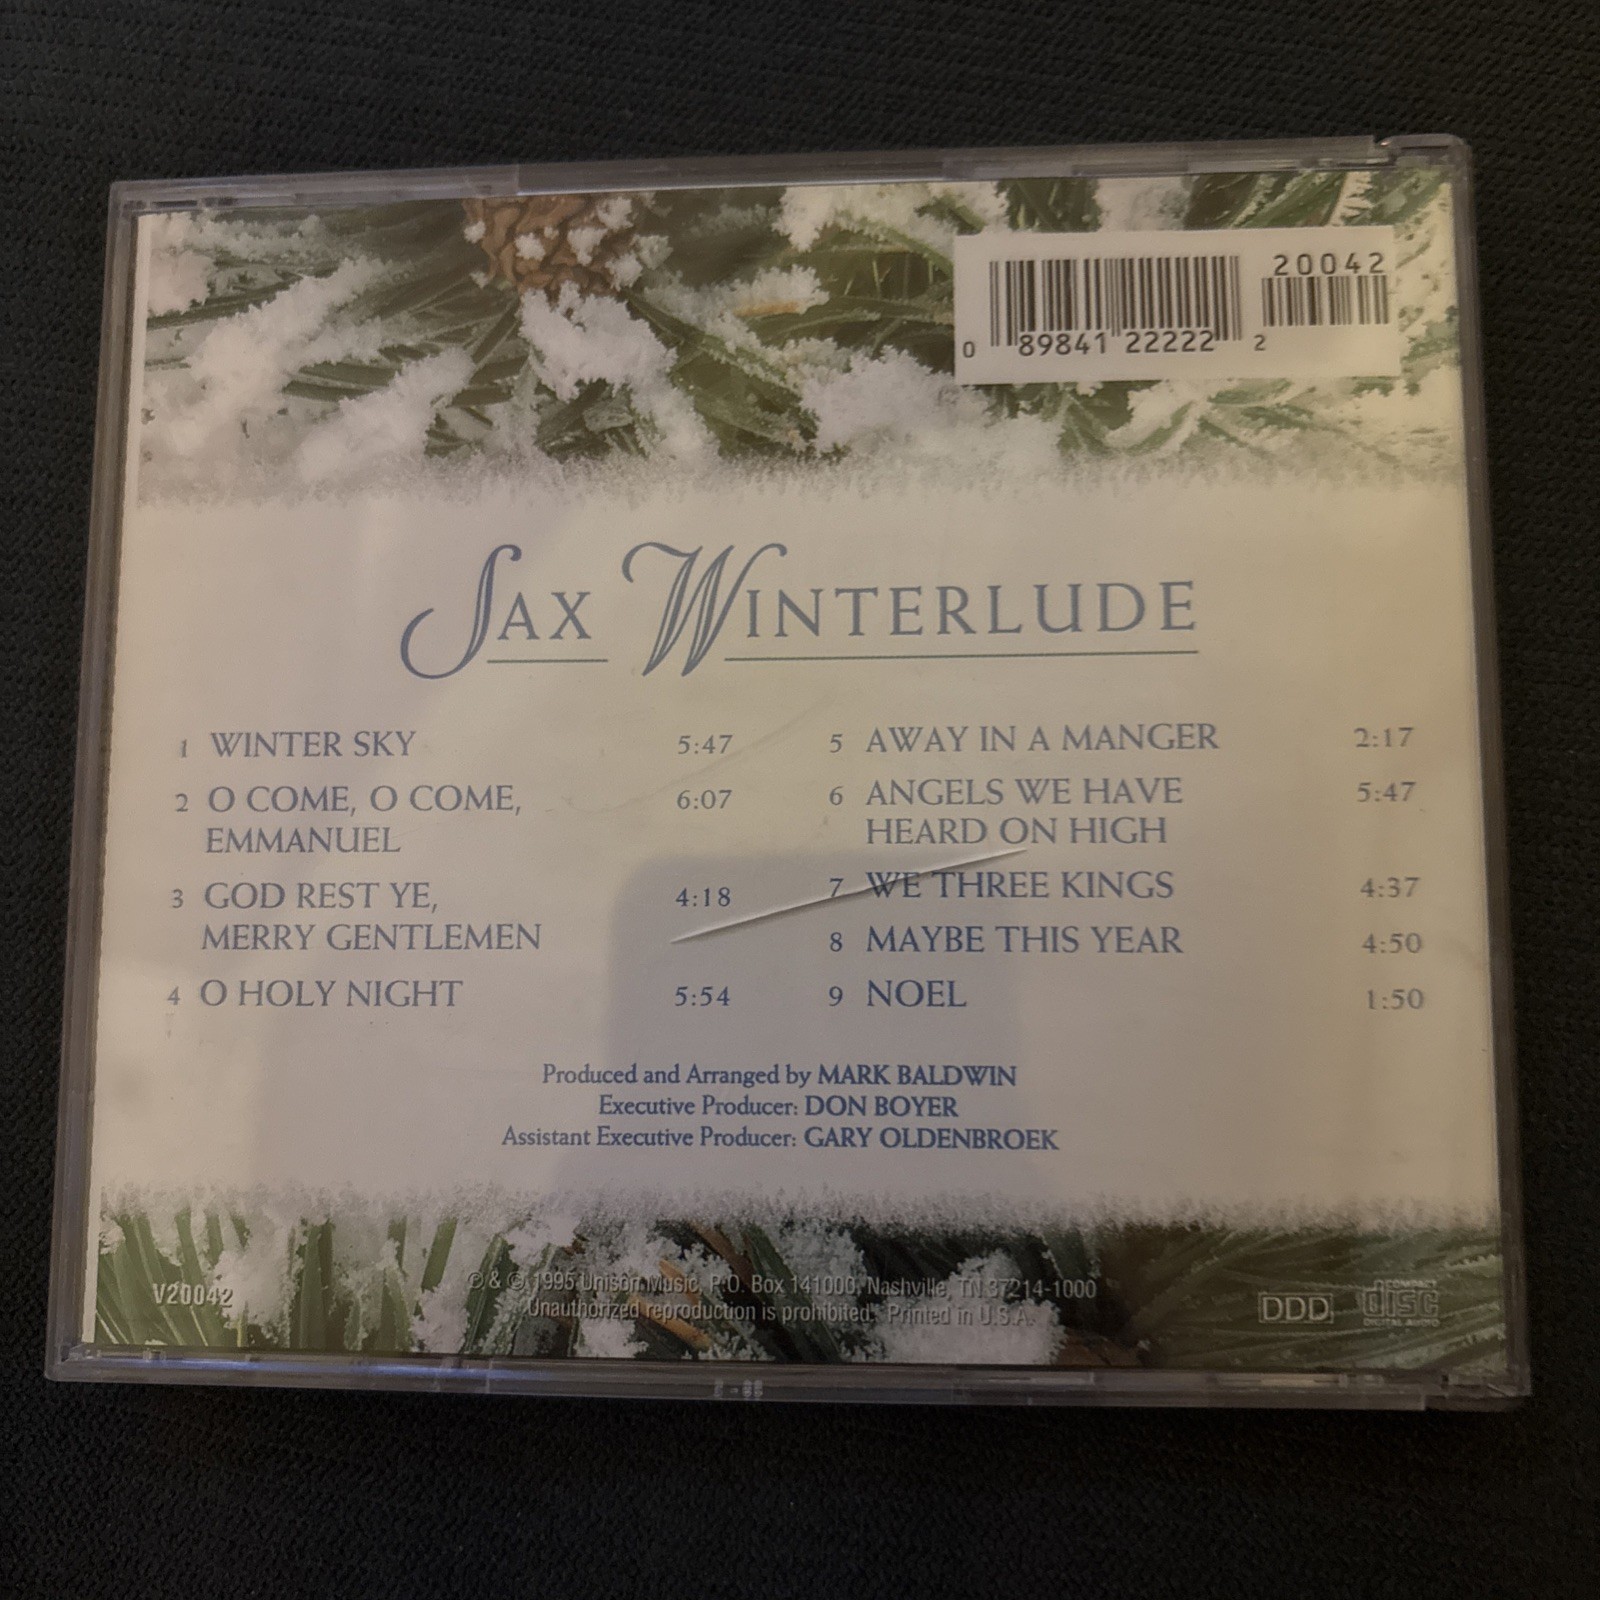 20042
0 89841 22222 2
SAX WINTERLUDE
1 WINTER SKY 5:47
2 O COME, O COME, 6:07
EMMANUEL
3 GOD REST YE, 4:18
MERRY GENTLEMEN
4 O HOLY NIGHT 5:54
5 AWAY IN A MANGER 2:17
6 ANGELS WE HAVE 5:47
HEARD ON HIGH
7 WE THREE KINGS 4:37
8 MAYBE THIS YEAR 4:50
9 NOEL 1:50
Produced and Arranged by MARK BALDWIN
Executive Producer: DON BOYER
Assistant Executive Producer: GARY OLDENBROEK
V20042
℗ & © 1995 Unison Music, P.O. Box 141000, Nashville, TN 37214-1000
Unauthorized reproduction is prohibited. Printed in U.S.A.
DDD
COMPACT
disc
DIGITAL AUDIO